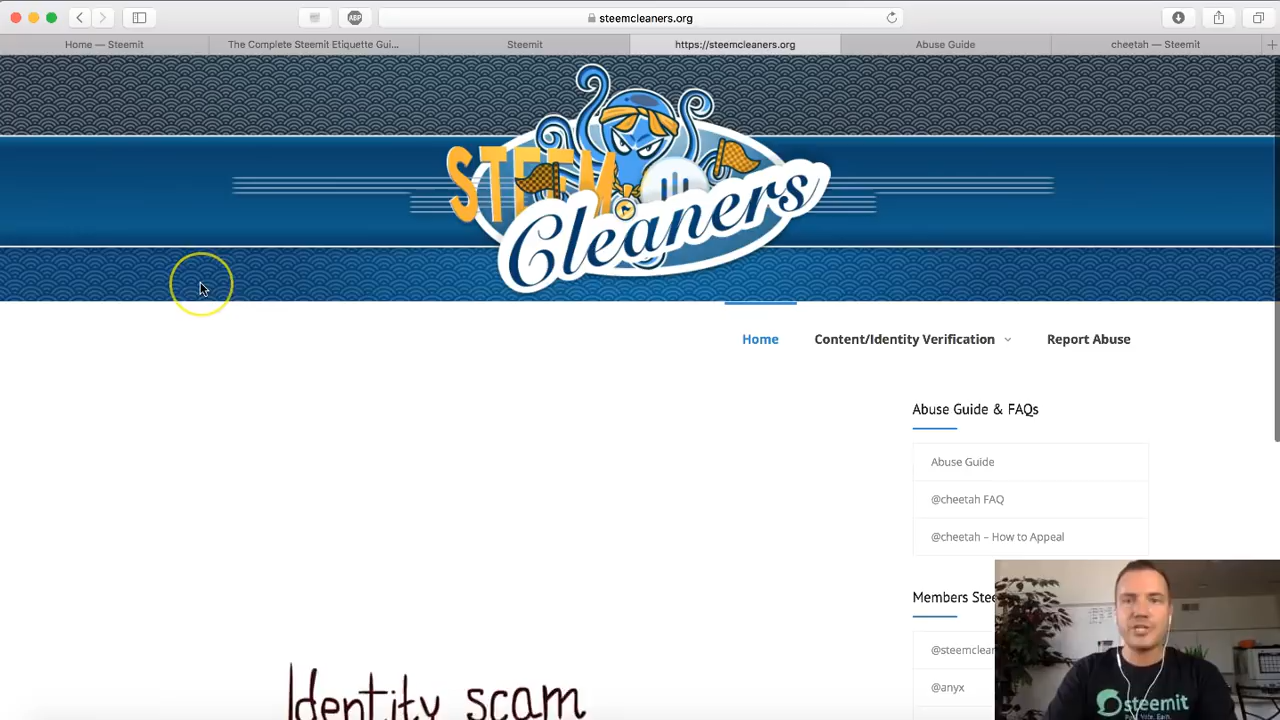 ABP
steemcleaners.org
Home — Steemit
The Complete Steemit Etiquette Gui...
Steemit
https://steemcleaners.org
Abuse Guide
cheetah — Steemit
STEEM
Cleaners
Home
Content/Identity Verification
Report Abuse
Abuse Guide & FAQs
Abuse Guide
@cheetah FAQ
@cheetah – How to Appeal
Members Stee
@steemclean
@anyx
Identity scam
steemit